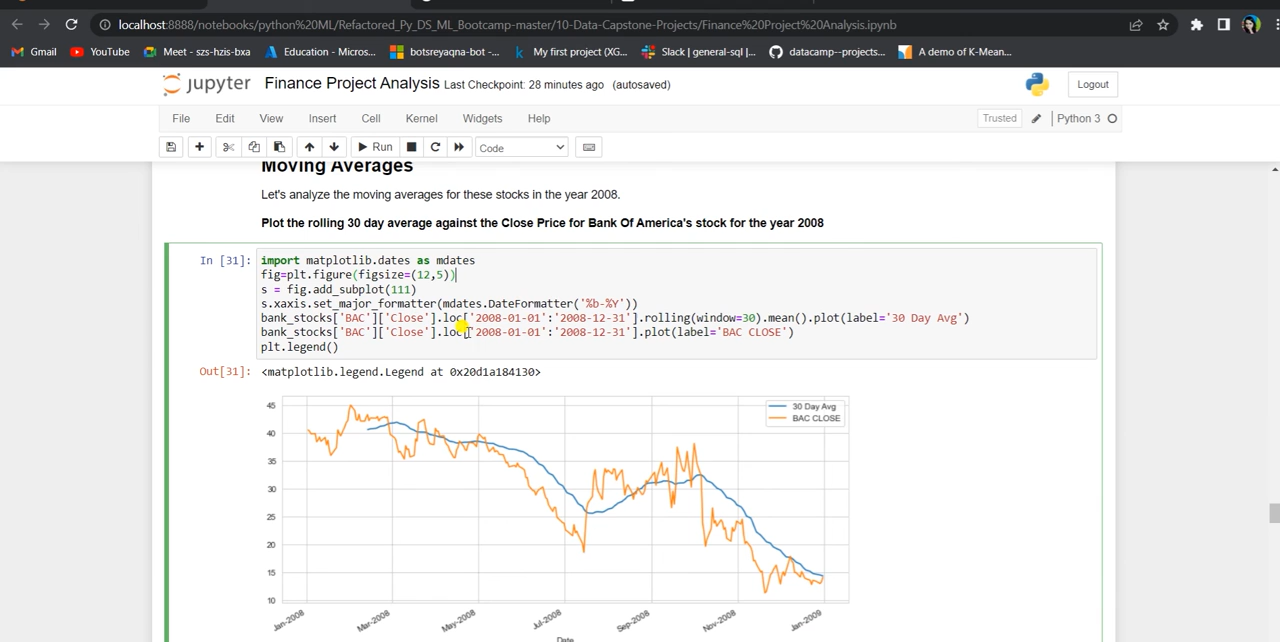 localhost:8888/notebooks/python%20ML/Refactored_Py_DS_ML_Bootcamp-master/10-Data-Capstone-Projects/Finance%20Project%20Analysis.ipynb
Gmail YouTube Meet - szs-hzis-bxa Education - Micros... botsreyaqna-bot -... My first project (XG... Slack | general-sql |... datacamp--projects... A demo of K-Mean...
jupyter Finance Project Analysis Last Checkpoint: 28 minutes ago (autosaved) Logout
File Edit View Insert Cell Kernel Widgets Help Trusted Python 3
Run Code
Moving Averages
Let's analyze the moving averages for these stocks in the year 2008.
Plot the rolling 30 day average against the Close Price for Bank Of America's stock for the year 2008
In [31]: import matplotlib.dates as mdates
fig=plt.figure(figsize=(12,5))
s = fig.add_subplot(111)
s.xaxis.set_major_formatter(mdates.DateFormatter('%b-%Y'))
bank_stocks['BAC']['Close'].loc['2008-01-01':'2008-12-31'].rolling(window=30).mean().plot(label='30 Day Avg')
bank_stocks['BAC']['Close'].loc['2008-01-01':'2008-12-31'].plot(label='BAC CLOSE')
plt.legend()
Out[31]: <matplotlib.legend.Legend at 0x20d1a184130>
45
30 Day Avg
BAC CLOSE
40
35
30
25
20
15
10
Jan-2008 Mar-2008 May-2008 Jul-2008 Sep-2008 Nov-2008 Jan-2009
Date